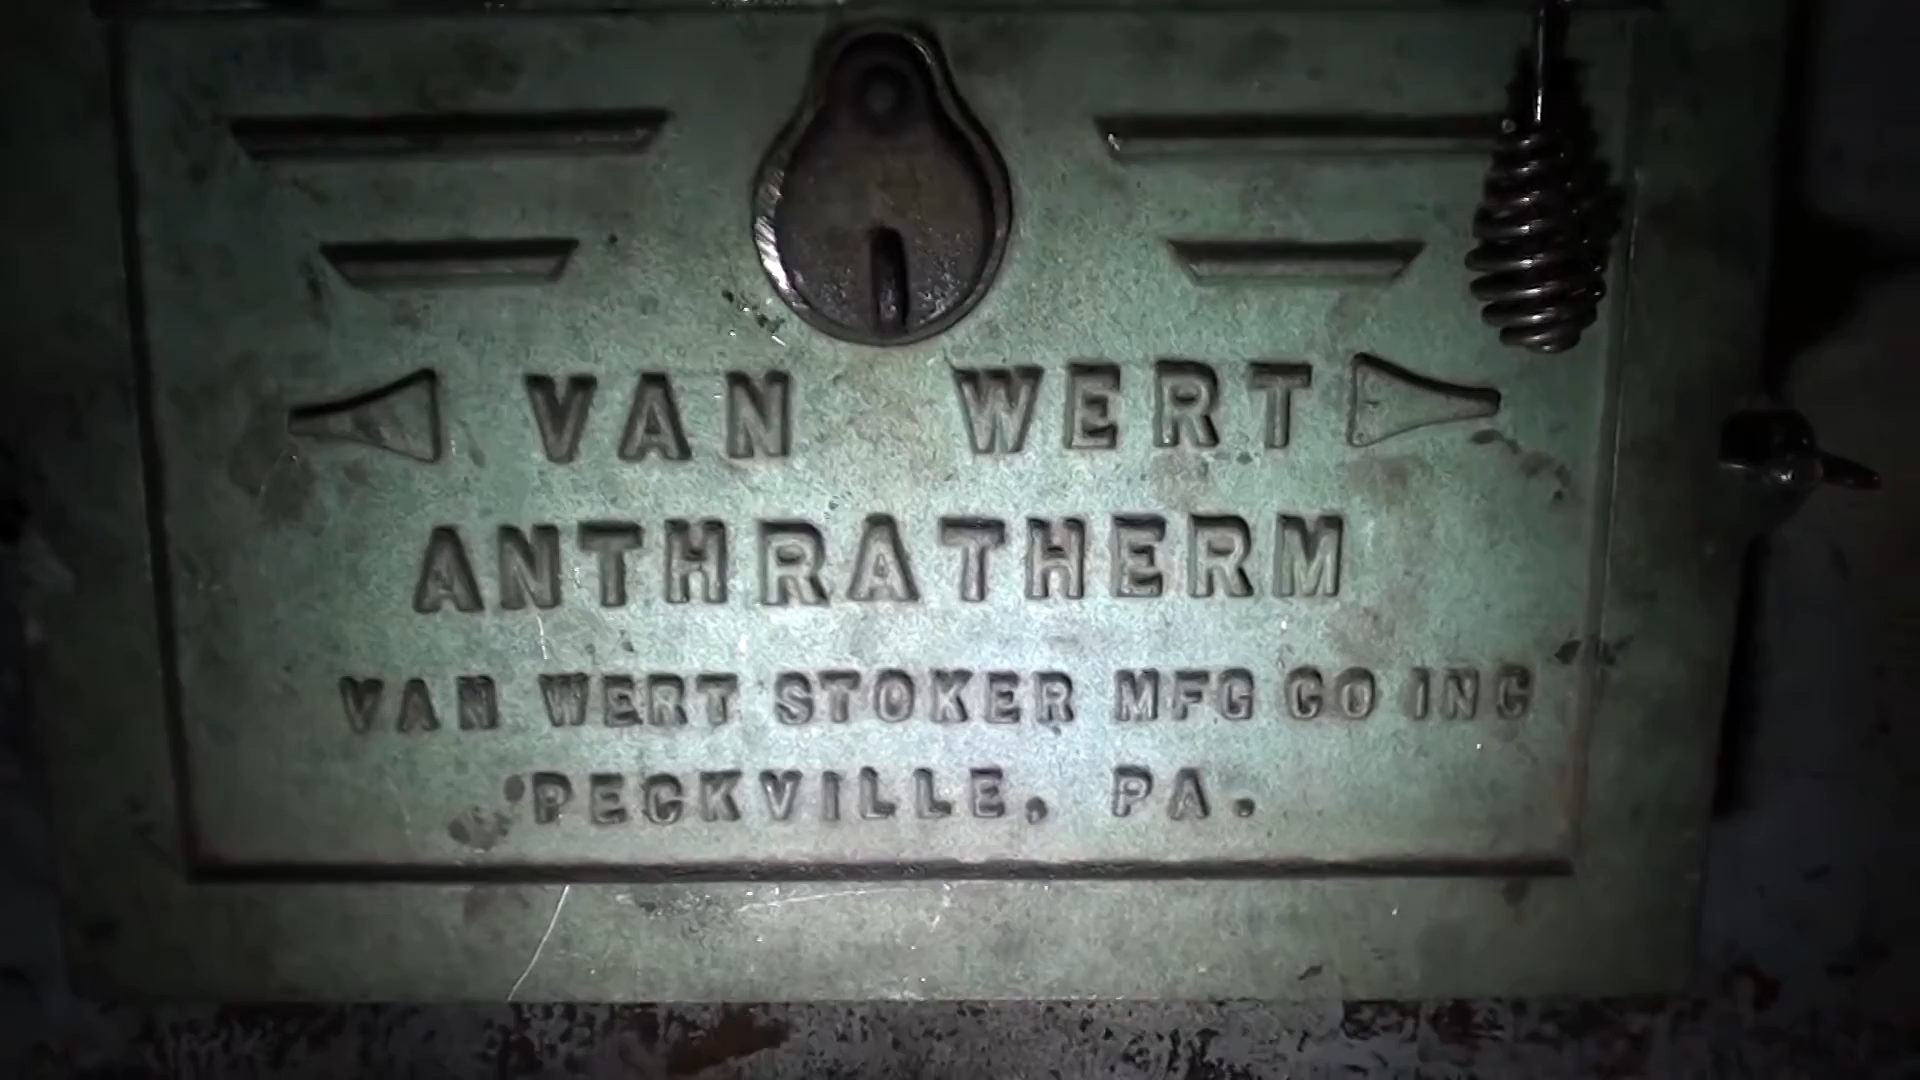 VAN WERT
ANTHRATHERM
VAN WERT STOKER MFG CO INC
PECKVILLE, PA.